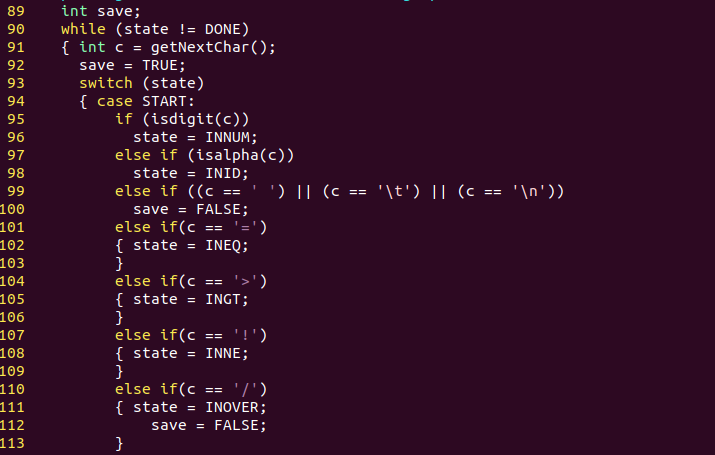 89    int save;
90    while (state != DONE)
91    { int c = getNextChar();
92      save = TRUE;
93      switch (state)
94      { case START:
95          if (isdigit(c))
96            state = INNUM;
97          else if (isalpha(c))
98            state = INID;
99          else if ((c == ' ') || (c == '\t') || (c == '\n'))
100            save = FALSE;
101          else if(c == '=')
102          { state = INEQ;
103          }
104          else if(c == '>')
105          { state = INGT;
106          }
107          else if(c == '!')
108          { state = INNE;
109          }
110          else if(c == '/')
111          { state = INOVER;
112              save = FALSE;
113          }